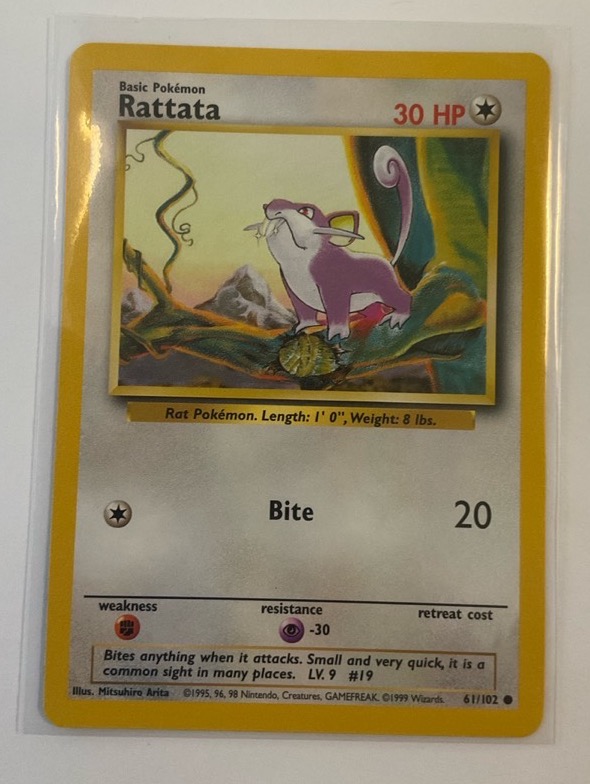 Basic Pokémon
Rattata
30 HP
Rat Pokémon. Length: 1' 0", Weight: 8 lbs.
Bite 20
weakness resistance retreat cost
-30
Bites anything when it attacks. Small and very quick, it is a
common sight in many places. LV. 9 #19
Illus. Mitsuhiro Arita ©1995, 96, 98 Nintendo, Creatures, GAMEFREAK. ©1999 Wizards. 61/102